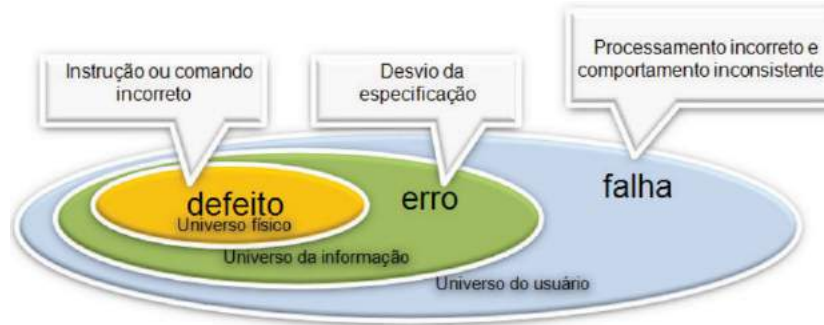 Instrução ou comando
incorreto
Desvio da
especificação
Processamento incorreto e
comportamento inconsistente
defeito
Universo físico
erro
Universo da informação
falha
Universo do usuário